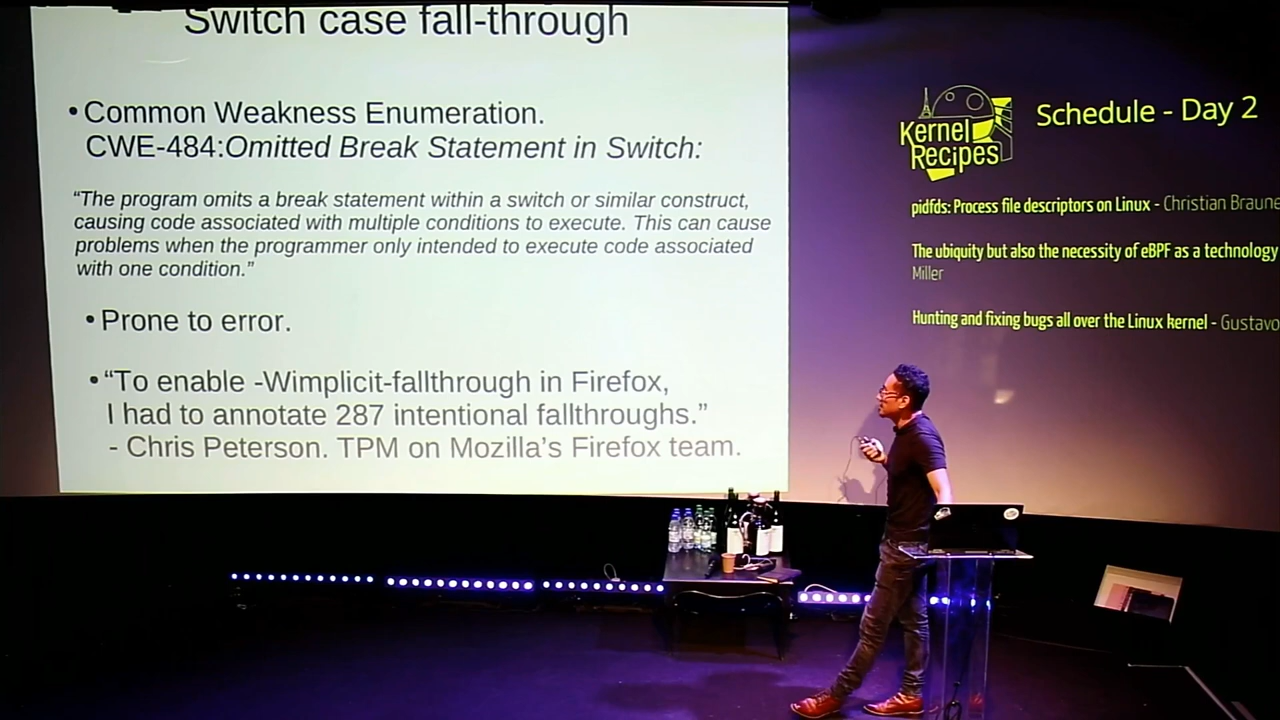 Switch case fall-through
• Common Weakness Enumeration.
CWE-484:Omitted Break Statement in Switch:
“The program omits a break statement within a switch or similar construct,
causing code associated with multiple conditions to execute. This can cause
problems when the programmer only intended to execute code associated
with one condition.”
• Prone to error.
• “To enable -Wimplicit-fallthrough in Firefox,
I had to annotate 287 intentional fallthroughs.”
- Chris Peterson. TPM on Mozilla’s Firefox team.
Kernel
Recipes
Schedule - Day 2
pidfds: Process file descriptors on Linux - Christian Braune
The ubiquity but also the necessity of eBPF as a technology
Miller
Hunting and fixing bugs all over the Linux kernel - Gustavo